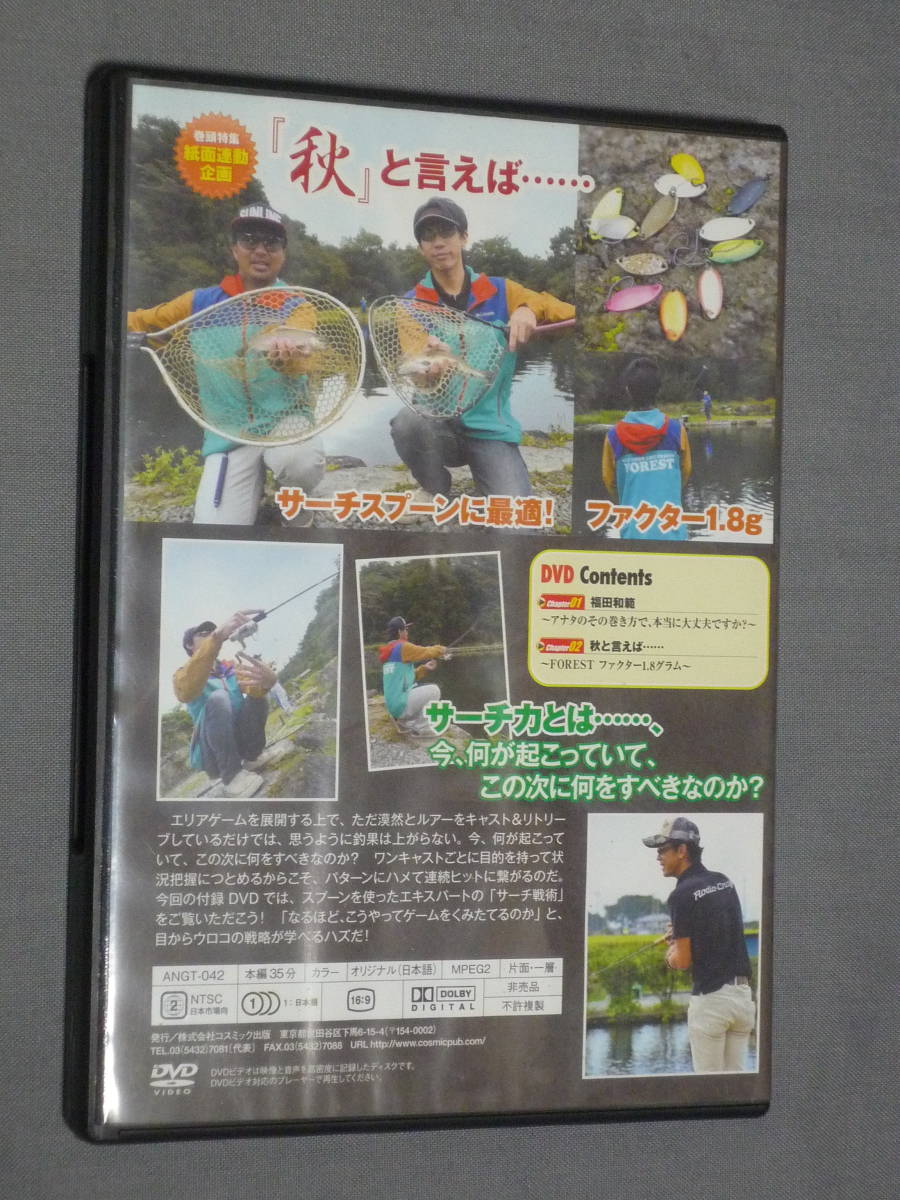 巻頭特集
紙面連動
企画
『秋』と言えば……
SUNLINE
FOREST
サーチスプーンに最適!
ファクター1.8g
DVD Contents
Chapter01 福田和範
〜アナタのその巻き方で、本当に大丈夫ですか?〜
Chapter02 秋と言えば……
〜FOREST ファクター1.8グラム〜
サーチ力とは……、
今、何が起こっていて、
この次に何をすべきなのか?
エリアゲームを展開する上で、ただ漠然とルアーをキャスト&リトリー
ブしているだけでは、思うように釣果は上がらない。今、何が起こって
いて、この次に何をすべきなのか? ワンキャストごとに目的を持って状
況把握につとめるからこそ、パターンにハメて連続ヒットに繋がるのだ。
今回の付録DVDでは、スプーンを使ったエキスパートの「サーチ戦術」
をご覧いただこう! 「なるほど、こうやってゲームをくみたてるのか」と、
目からウロコの戦略が学べるハズだ!
Rodio Craft
ANGT-042 本編35分 カラー オリジナル(日本語) MPEG2 片面・一層
2 NTSC 日本市場向 1 1:日本語 16:9 DOLBY DIGITAL 非売品
不許複製
発行/株式会社コスミック出版 東京都世田谷区下馬6-15-4(〒154-0002)
TEL.03(5432)7081(代表) FAX.03(5432)7088 URL http://www.cosmicpub.com/
DVD VIDEO
DVDビデオは映像と音声を高密度に記録したディスクです。
DVDビデオ対応のプレーヤーで再生してください。